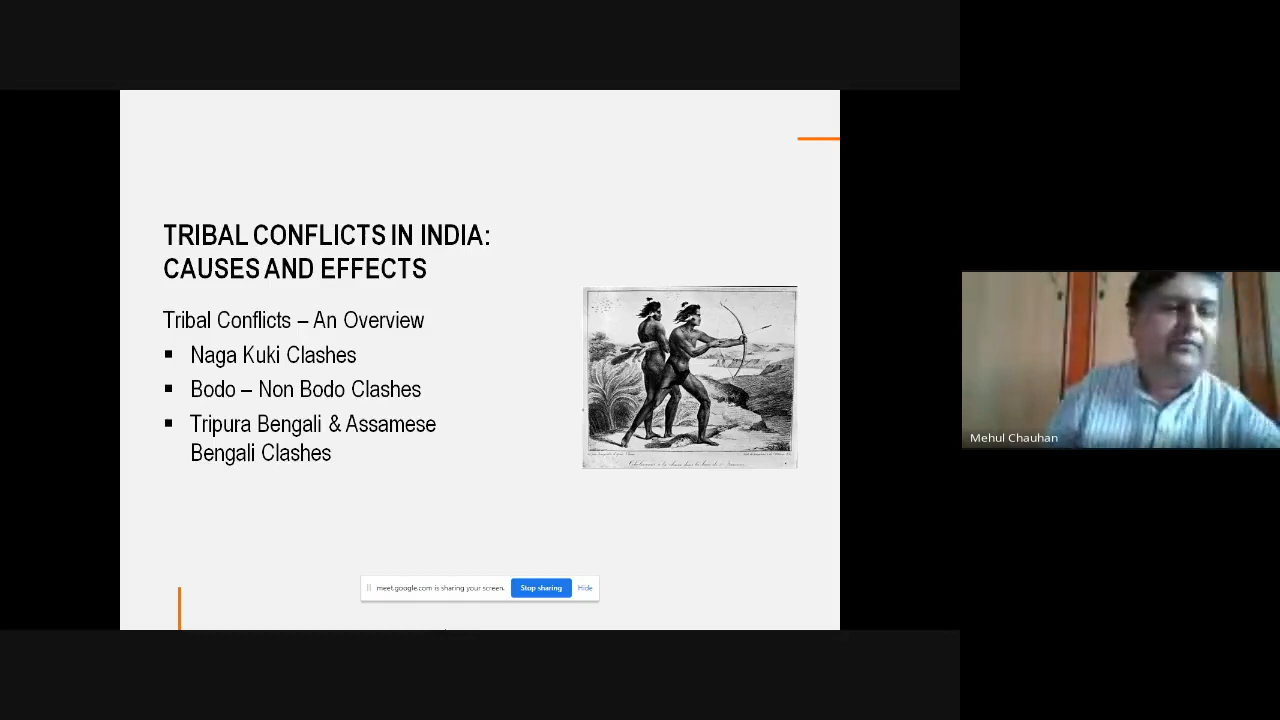 TRIBAL CONFLICTS IN INDIA:
CAUSES AND EFFECTS
Tribal Conflicts – An Overview
▪ Naga Kuki Clashes
▪ Bodo – Non Bodo Clashes
▪ Tripura Bengali & Assamese
Bengali Clashes
meet.google.com is sharing your screen. Stop sharing Hide
Mehul Chauhan